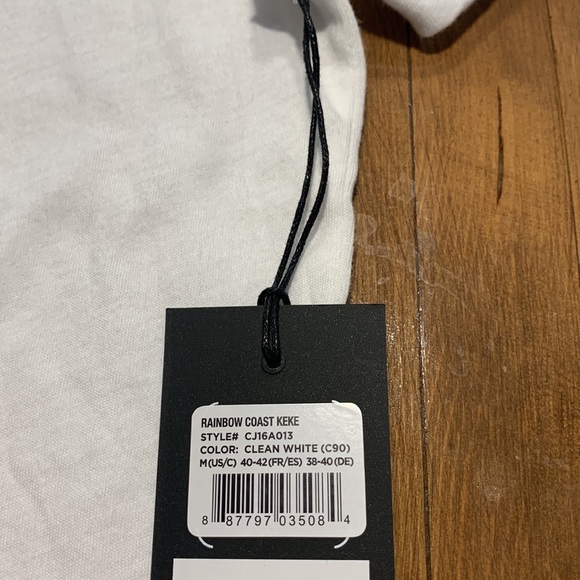 RAINBOW COAST KEKE
STYLE# CJ16A013
COLOR: CLEAN WHITE (C90)
M(US/C) 40-42(FR/ES) 38-40(DE)
8 87797 03508 4